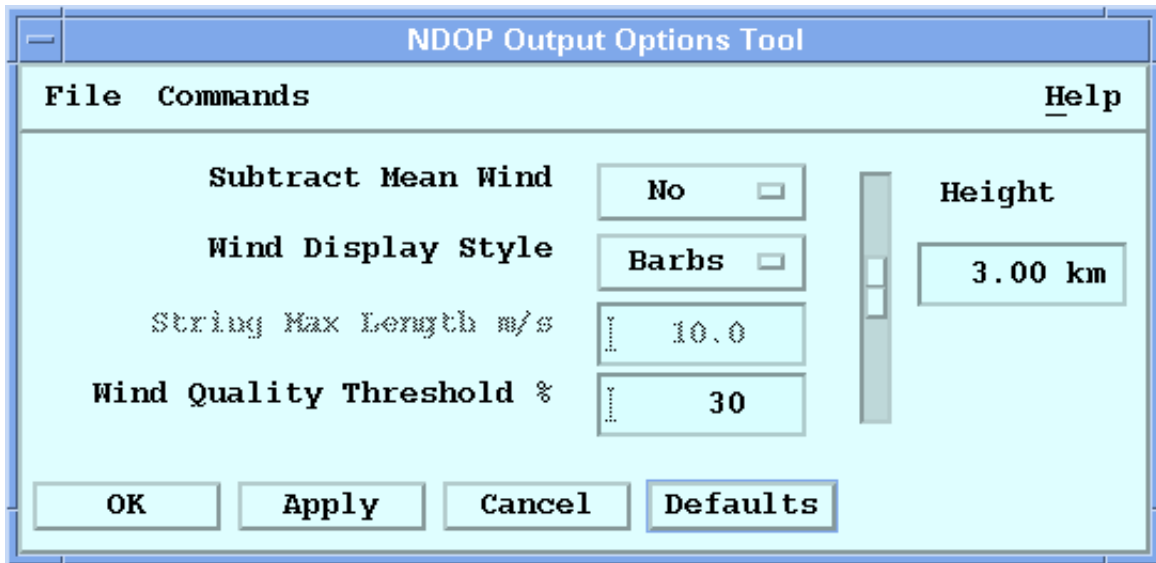 NDOP Output Options Tool
File Commands Help
Subtract Mean Wind No
Height
Wind Display Style Barbs
3.00 km
String Max Length m/s 10.0
Wind Quality Threshold % 30
OK Apply Cancel Defaults